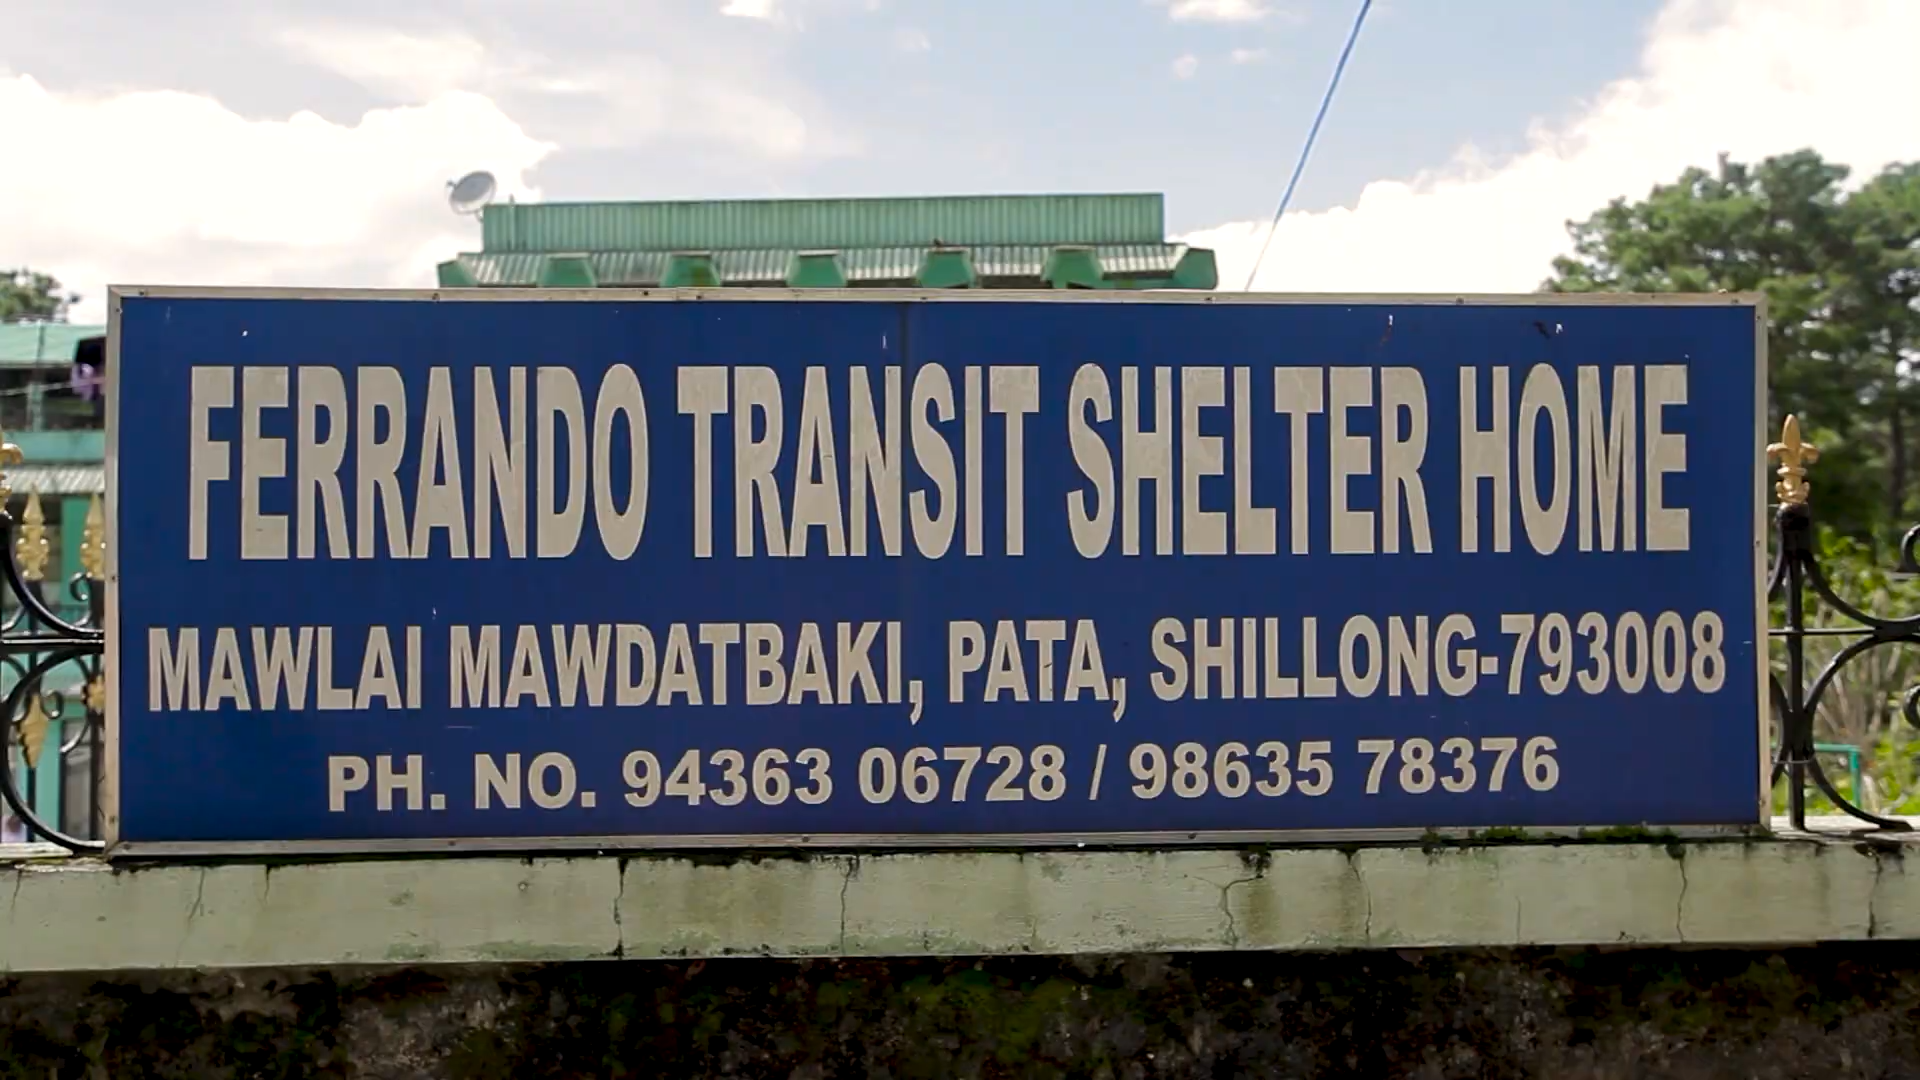 FERRANDO TRANSIT SHELTER HOME
MAWLAI MAWDATBAKI, PATA, SHILLONG-793008
PH. NO. 94363 06728 / 98635 78376